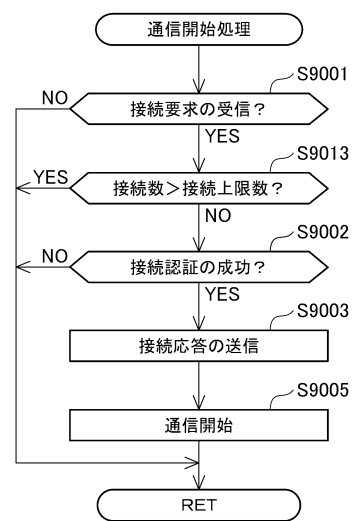 通信開始処理
S9001
NO
接続要求の受信？
YES
S9013
YES
接続数＞接続上限数？
NO
S9002
NO
接続認証の成功？
YES
S9003
接続応答の送信
S9005
通信開始
RET